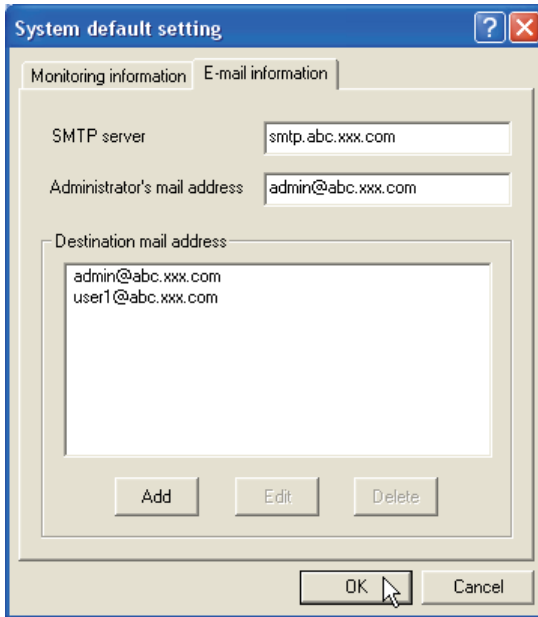 System default setting
Monitoring information E-mail information
SMTP server smtp.abc.xxx.com
Administrator's mail address admin@abc.xxx.com
Destination mail address
admin@abc.xxx.com
user1@abc.xxx.com
Add Edit Delete
OK Cancel